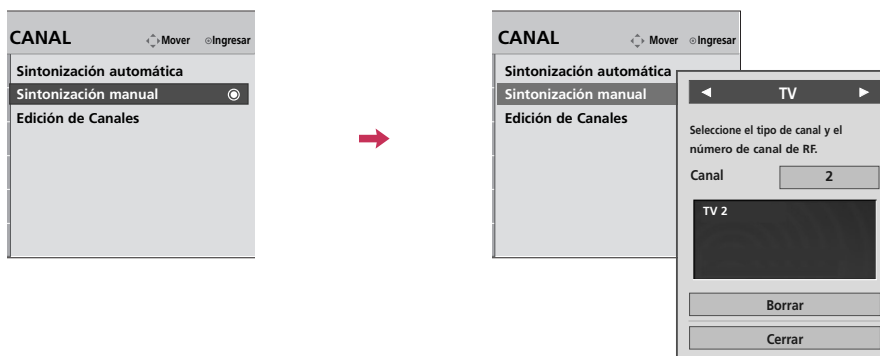 CANAL
Mover
Ingresar
Sintonización automática
Sintonización manual
Edición de Canales
CANAL
Mover
Ingresar
Sintonización automática
Sintonización manual
Edición de Canales
TV
Seleccione el tipo de canal y el
número de canal de RF.
Canal
2
TV 2
Borrar
Cerrar